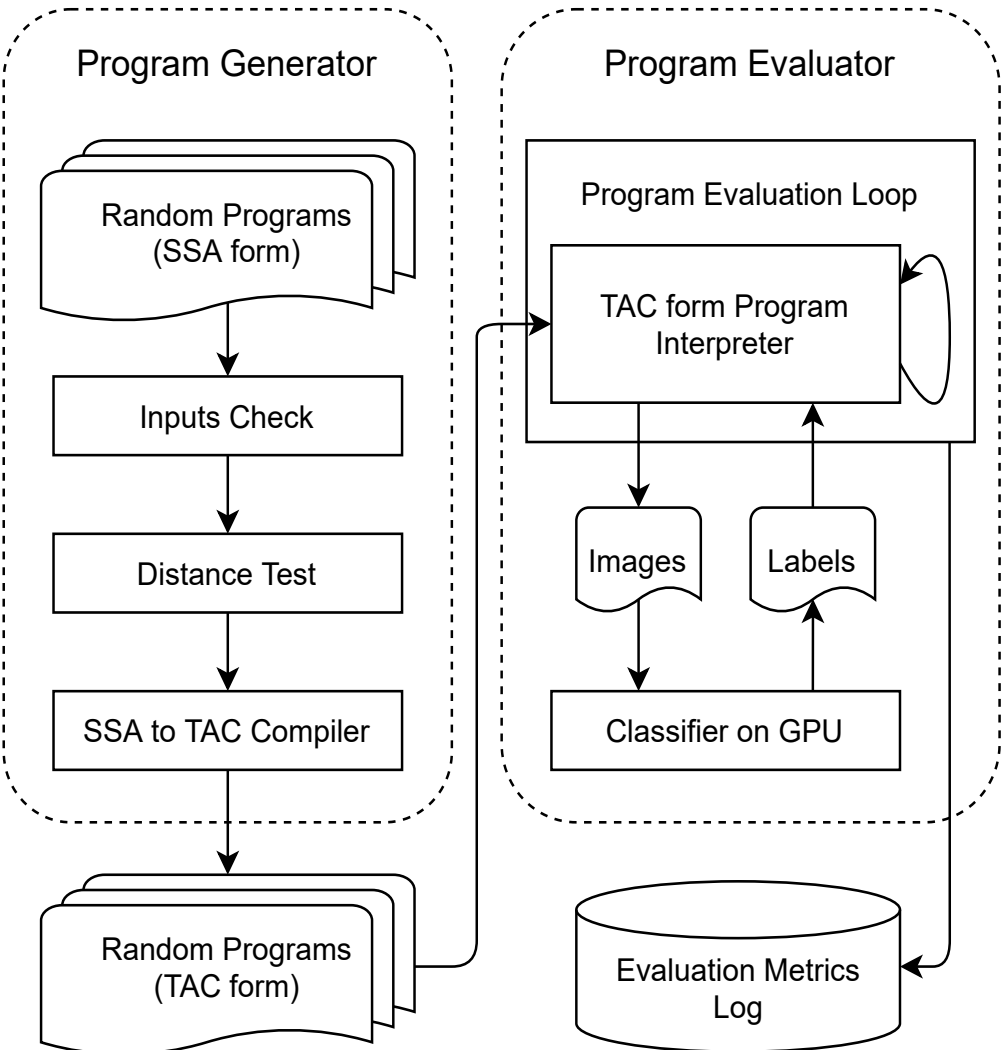 Program Generator
Random Programs
(SSA form)
Inputs Check
Distance Test
SSA to TAC Compiler
Random Programs
(TAC form)
Program Evaluator
Program Evaluation Loop
TAC form Program
Interpreter
Images
Labels
Classifier on GPU
Evaluation Metrics
Log